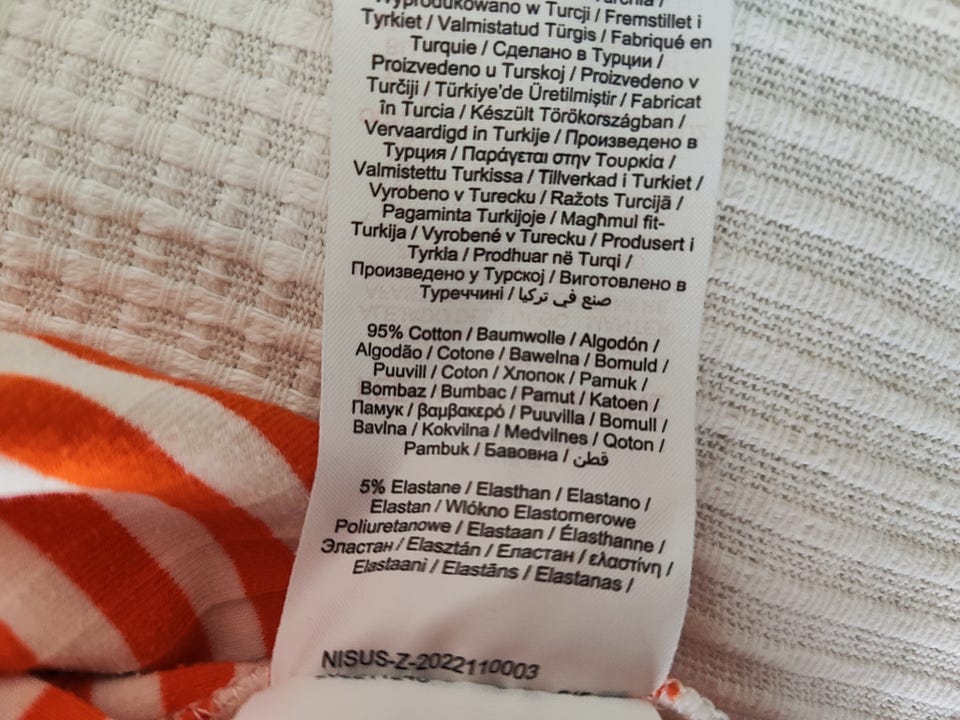 Wyprodukowano w Turcji / Fremstillet i
Tyrkiet / Valmistatud Türgis / Fabriqué en
Turquie / Сделано в Турции /
Proizvedeno u Turskoj / Proizvedeno v
Turčiji / Türkiye'de Üretilmiştir / Fabricat
în Turcia / Készült Törökországban /
Vervaardigd in Turkije / Произведено в
Турция / Παράγεται στην Τουρκία /
Valmistettu Turkissa / Tillverkad i Turkiet /
Vyrobeno v Turecku / Ražots Turcijā /
Pagaminta Turkijoje / Magħmul fit-
Turkija / Vyrobené v Turecku / Produsert i
Tyrkia / Prodhuar në Turqi /
Произведено у Турској / Виготовлено в
Туреччині / صنع في تركيا
95% Cotton / Baumwolle / Algodón /
Algodão / Cotone / Bawełna / Bomuld /
Puuvill / Coton / Хлопок / Pamuk /
Bombaz / Bumbac / Pamut / Katoen /
Памук / βαμβακερό / Puuvilla / Bomull /
Bavlna / Kokvilna / Medvilnes / Qoton /
Pambuk / Бавовна / قطن
5% Elastane / Elasthan / Elastano /
Elastan / Włókno Elastomerowe
Poliuretanowe / Elastaan / Élasthanne /
Эластан / Elasztán / Еластан / ελαστίνη /
Elastaani / Elastāns / Elastanas /
NISUS-Z-2022110003